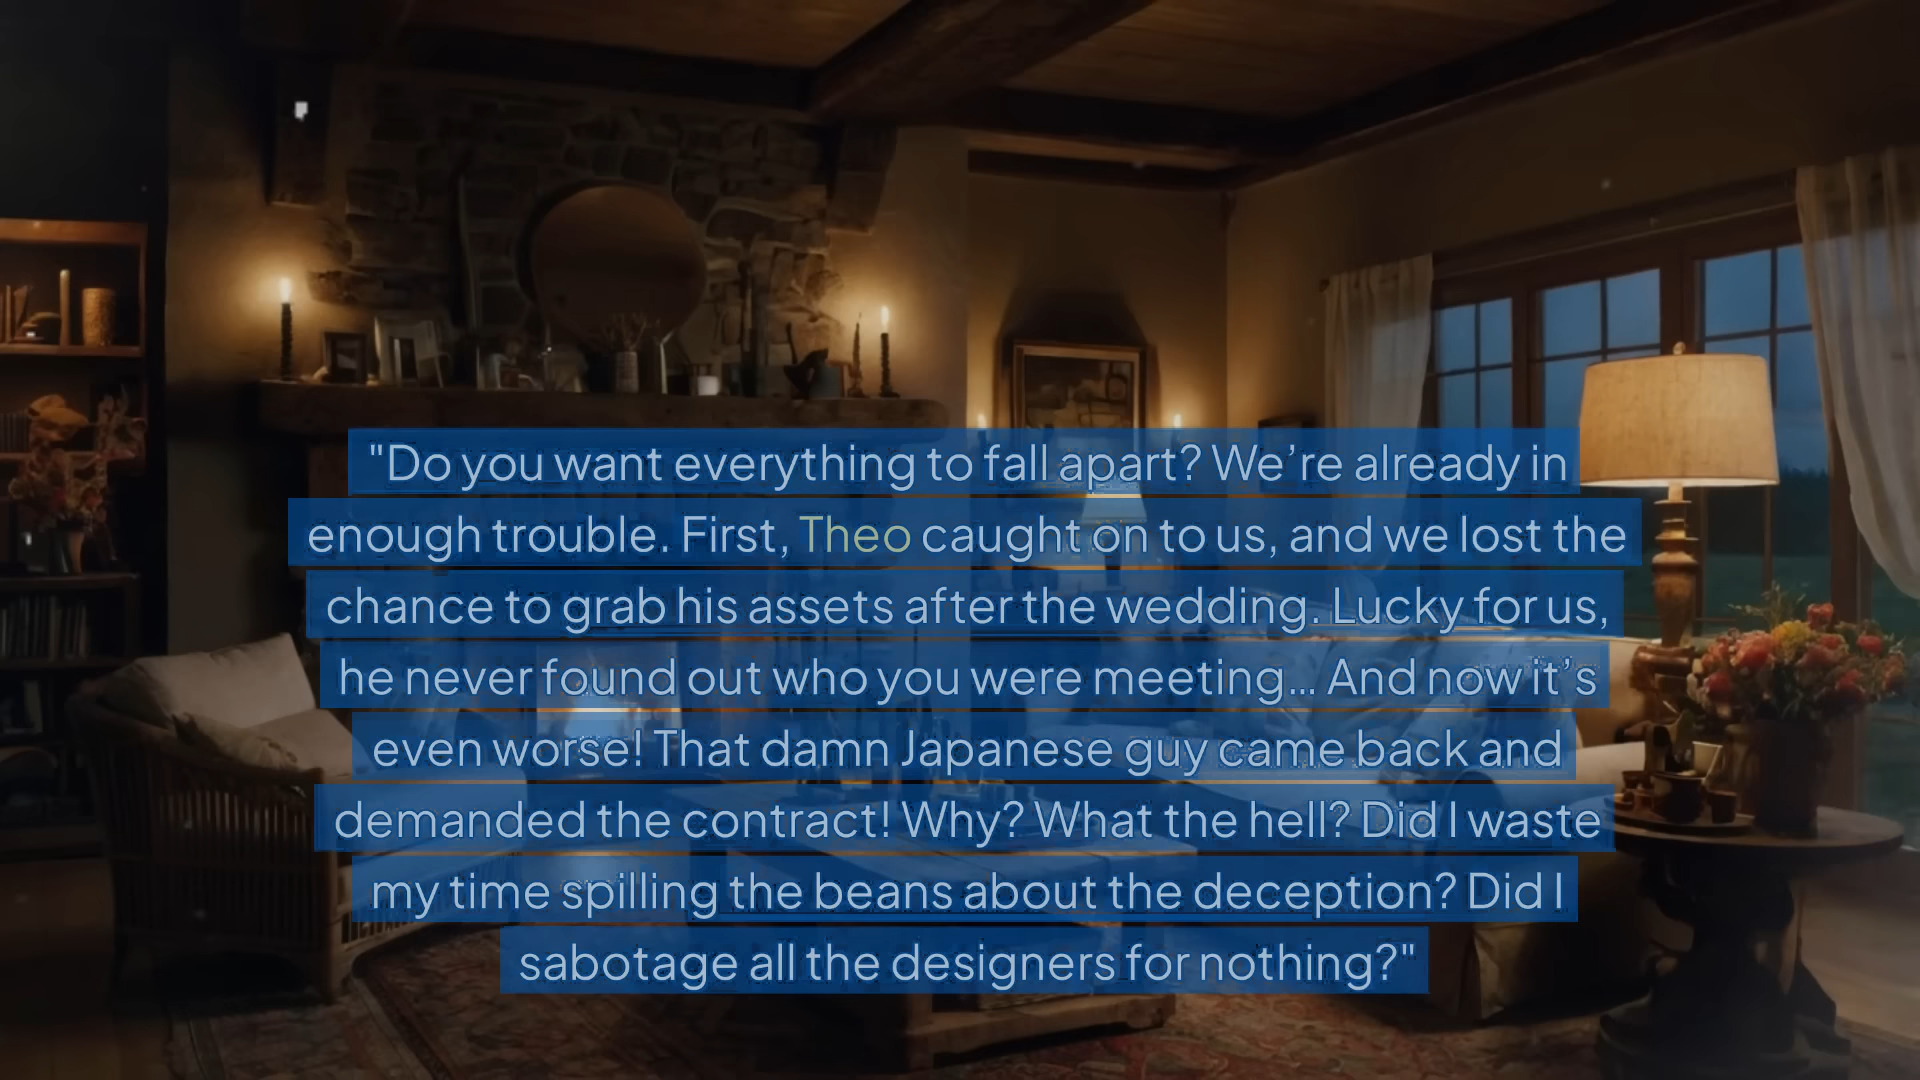 "Do you want everything to fall apart? We’re already in
enough trouble. First, Theo caught on to us, and we lost the
chance to grab his assets after the wedding. Lucky for us,
he never found out who you were meeting... And now it’s
even worse! That damn Japanese guy came back and
demanded the contract! Why? What the hell? Did I waste
my time spilling the beans about the deception? Did I
sabotage all the designers for nothing?"